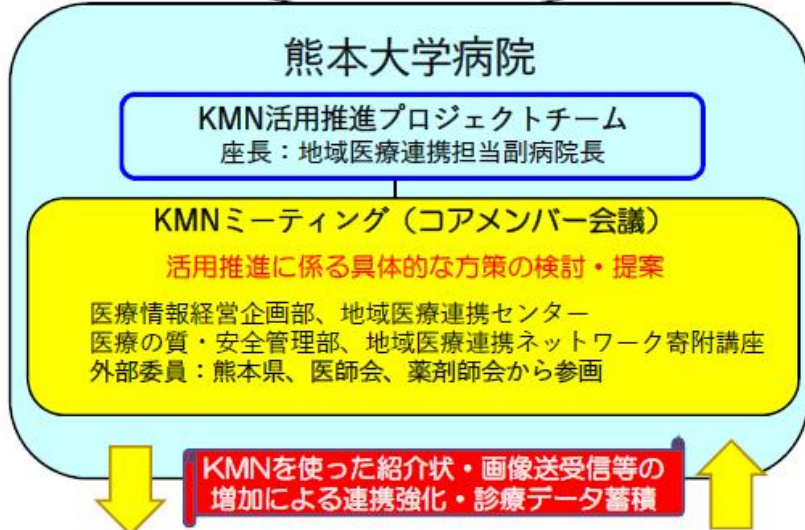 熊本大学病院
KMN活用推進プロジェクトチーム
座長：地域医療連携担当副病院長
KMNミーティング（コアメンバー会議）
活用推進に係る具体的な方策の検討・提案
医療情報経営企画部、地域医療連携センター
医療の質・安全管理部、地域医療連携ネットワーク寄附講座
外部委員：熊本県、医師会、薬剤師会から参画
KMNを使った紹介状・画像送受信等の
増加による連携強化・診療データ蓄積